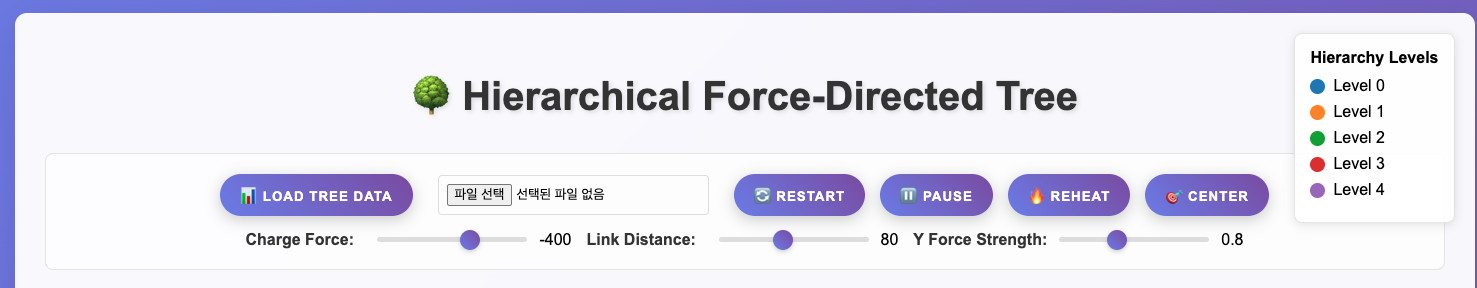 🌳 Hierarchical Force-Directed Tree
Hierarchy Levels
Level 0
Level 1
Level 2
Level 3
Level 4
📊 LOAD TREE DATA
파일 선택 선택된 파일 없음
🔄 RESTART
⏸️ PAUSE
🔥 REHEAT
🎯 CENTER
Charge Force: -400
Link Distance: 80
Y Force Strength: 0.8